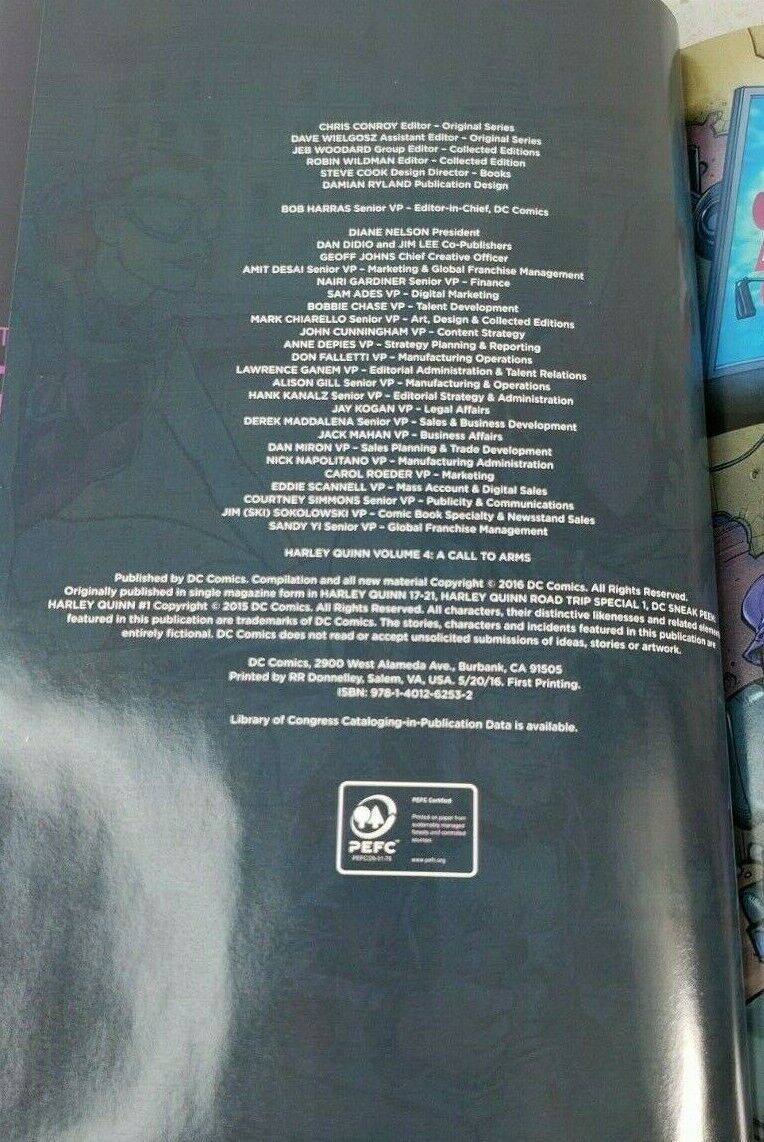 CHRIS CONROY Editor – Original Series
DAVE WIELGOSZ Assistant Editor – Original Series
JEB WOODARD Group Editor – Collected Editions
ROBIN WILDMAN Editor – Collected Edition
STEVE COOK Design Director – Books
DAMIAN RYLAND Publication Design
BOB HARRAS Senior VP – Editor-in-Chief, DC Comics
DIANE NELSON President
DAN DIDIO and JIM LEE Co-Publishers
GEOFF JOHNS Chief Creative Officer
AMIT DESAI Senior VP – Marketing & Global Franchise Management
NAIRI GARDINER Senior VP – Finance
SAM ADES VP – Digital Marketing
BOBBIE CHASE VP – Talent Development
MARK CHIARELLO Senior VP – Art, Design & Collected Editions
JOHN CUNNINGHAM VP – Content Strategy
ANNE DEPIES VP – Strategy Planning & Reporting
DON FALLETTI VP – Manufacturing Operations
LAWRENCE GANEM VP – Editorial Administration & Talent Relations
ALISON GILL Senior VP – Manufacturing & Operations
HANK KANALZ Senior VP – Editorial Strategy & Administration
JAY KOGAN VP – Legal Affairs
DEREK MADDALENA Senior VP – Sales & Business Development
JACK MAHAN VP – Business Affairs
DAN MIRON VP – Sales Planning & Trade Development
NICK NAPOLITANO VP – Manufacturing Administration
CAROL ROEDER VP – Marketing
EDDIE SCANNELL VP – Mass Account & Digital Sales
COURTNEY SIMMONS Senior VP – Publicity & Communications
JIM (SKI) SOKOLOWSKI VP – Comic Book Specialty & Newsstand Sales
SANDY YI Senior VP – Global Franchise Management
HARLEY QUINN VOLUME 4: A CALL TO ARMS
Published by DC Comics. Compilation and all new material Copyright © 2016 DC Comics. All Rights Reserved.
Originally published in single magazine form in HARLEY QUINN 17-21, HARLEY QUINN ROAD TRIP SPECIAL 1, DC SNEAK PEEK:
HARLEY QUINN #1 Copyright © 2015 DC Comics. All Rights Reserved. All characters, their distinctive likenesses and related
featured in this publication are trademarks of DC Comics. The stories, characters and incidents featured in this publication are
entirely fictional. DC Comics does not read or accept unsolicited submissions of ideas, stories or artwork.
DC Comics, 2900 West Alameda Ave., Burbank, CA 91505
Printed by RR Donnelley, Salem, VA, USA. 5/20/16. First Printing.
ISBN: 978-1-4012-6253-2
Library of Congress Cataloging-in-Publication Data is available.
PEFC Certified
Printed on paper from
sustainably managed
forests and controlled
sources
www.pefc.org
PEFC™